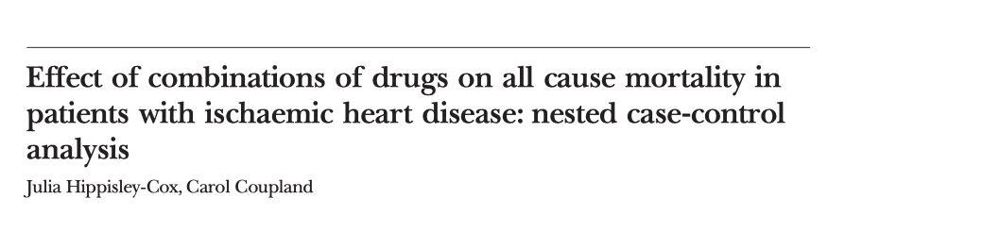 Effect of combinations of drugs on all cause mortality in
patients with ischaemic heart disease: nested case-control
analysis
Julia Hippisley-Cox, Carol Coupland